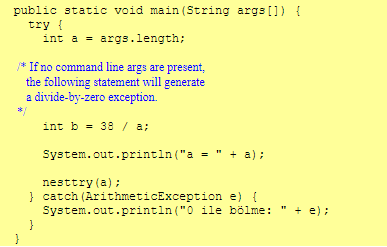 public static void main(String args[]) {
try {
int a = args.length;
/* If no command line args are present,
the following statement will generate
a divide-by-zero exception.
*/
int b = 38 / a;
System.out.println("a = " + a);
nesttry(a);
} catch(ArithmeticException e) {
System.out.println("0 ile bölme: " + e);
}
}